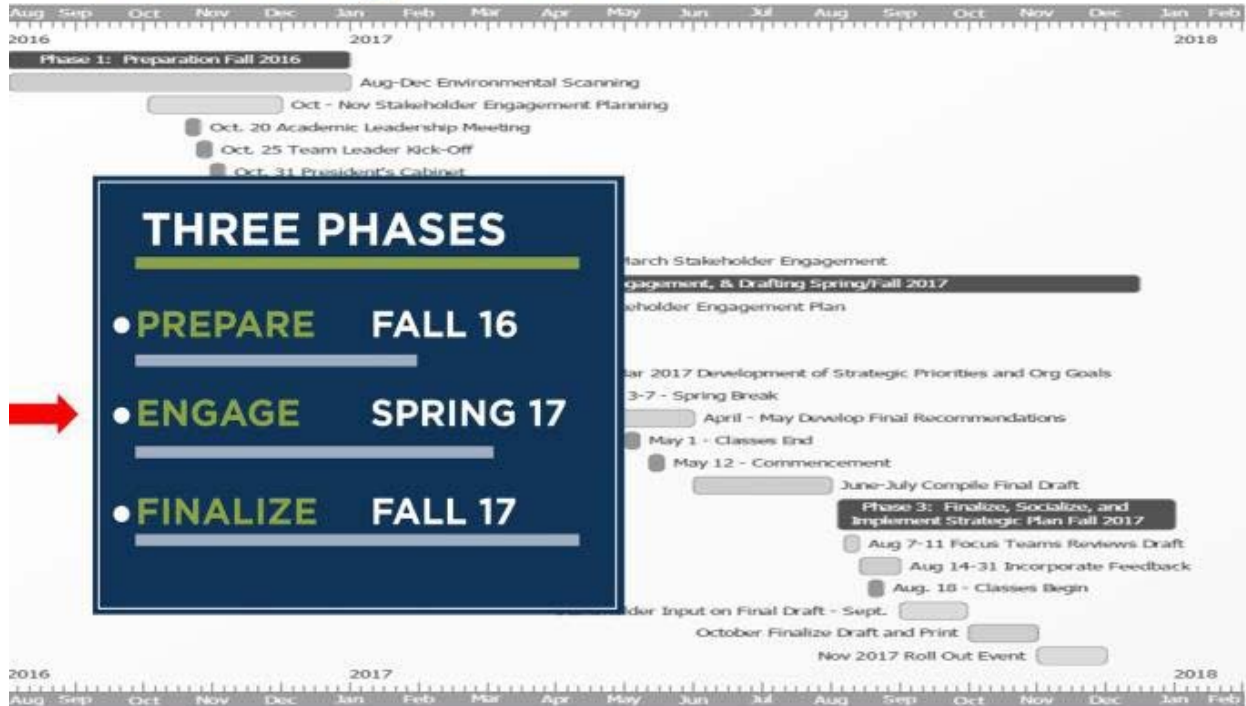 Aug Sep Oct Nov Dec Jan Feb Mar Apr May Jun Jul Aug Sep Oct Nov Dec Jan Feb
2016 2017 2018
Phase 1: Preparation Fall 2016
Aug-Dec Environmental Scanning
Oct - Nov Stakeholder Engagement Planning
Oct. 20 Academic Leadership Meeting
Oct. 25 Team Leader Kick-Off
Oct. 31 President's Cabinet
THREE PHASES
•PREPARE FALL 16
•ENGAGE SPRING 17
•FINALIZE FALL 17
March Stakeholder Engagement
& Drafting Spring/Fall 2017
Engagement Plan
2017 Development of Strategic Priorities and Org Goals
3-7 - Spring Break
April - May Develop Final Recommendations
May 1 - Classes End
May 12 - Commencement
June-July Compile Final Draft
Phase 3: Finalize, Socialize, and
Implement Strategic Plan Fall 2017
Aug 7-11 Focus Teams Reviews Draft
Aug 14-31 Incorporate Feedback
Aug. 18 - Classes Begin
Input on Final Draft - Sept.
October Finalize Draft and Print
Nov 2017 Roll Out Event
2016 2017 2018
Aug Sep Oct Nov Dec Jan Feb Mar Apr May Jun Jul Aug Sep Oct Nov Dec Jan Feb